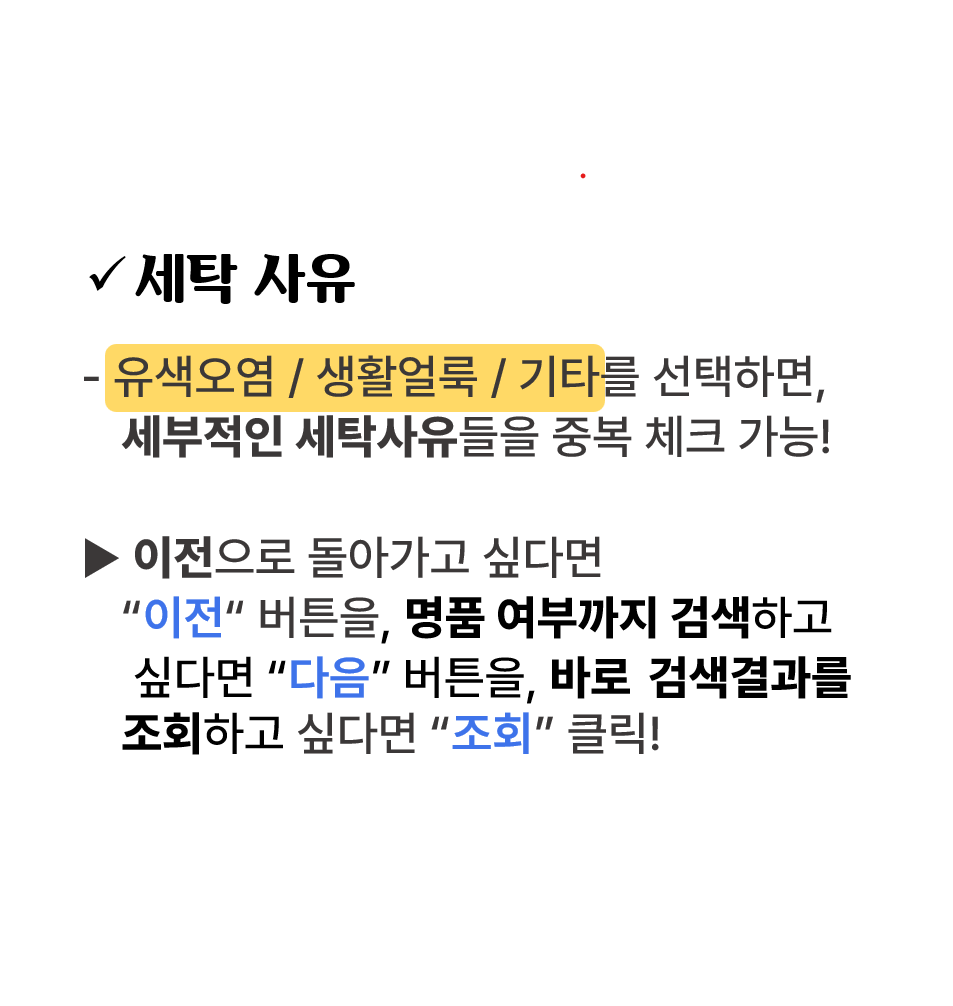 ✓세탁 사유
- 유색오염 / 생활얼룩 / 기타를 선택하면,
세부적인 세탁사유들을 중복 체크 가능!
▶ 이전으로 돌아가고 싶다면
“이전“ 버튼을, 명품 여부까지 검색하고
싶다면 “다음” 버튼을, 바로 검색결과를
조회하고 싶다면 “조회” 클릭!